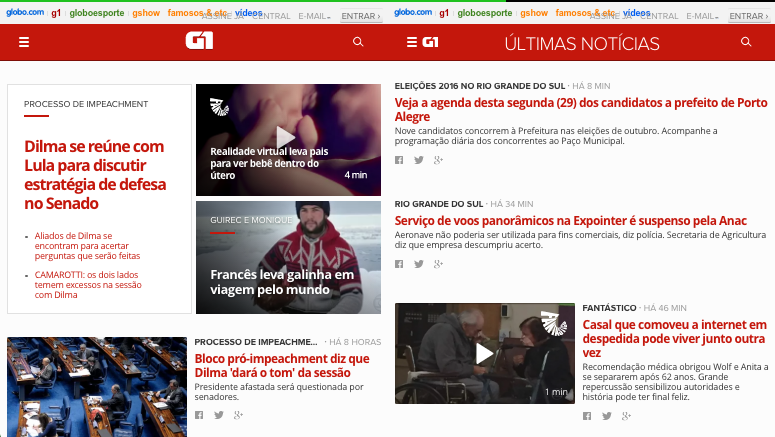 globo.com g1 globoesporte gshow famosos & etc vídeos
ASSINE JÁ CENTRAL E-MAIL ENTRAR ›
G1
PROCESSO DE IMPEACHMENT
Dilma se reúne com
Lula para discutir
estratégia de defesa
no Senado
Aliados de Dilma se
encontram para acertar
perguntas que serão feitas
CAMAROTTI: os dois lados
temem excessos na sessão
com Dilma
Realidade virtual leva pais
para ver bebê dentro do
útero
4 min
GUIREC E MONIQUE
Francês leva galinha em
viagem pelo mundo
PROCESSO DE IMPEACHME... · HÁ 8 HORAS
Bloco pró-impeachment diz que
Dilma 'dará o tom' da sessão
Presidente afastada será questionada por
senadores.
globo.com g1 globoesporte gshow famosos & etc vídeos
ASSINE JÁ CENTRAL E-MAIL ENTRAR ›
G1 ÚLTIMAS NOTÍCIAS
ELEIÇÕES 2016 NO RIO GRANDE DO SUL · HÁ 8 MIN
Veja a agenda desta segunda (29) dos candidatos a prefeito de Porto
Alegre
Nove candidatos concorrem à Prefeitura nas eleições de outubro. Acompanhe a
programação diária dos concorrentes ao Paço Municipal.
RIO GRANDE DO SUL · HÁ 34 MIN
Serviço de voos panorâmicos na Expointer é suspenso pela Anac
Aeronave não poderia ser utilizada para fins comerciais, diz polícia. Secretaria de Agricultura
diz que empresa descumpriu acerto.
1 min
FANTÁSTICO · HÁ 46 MIN
Casal que comoveu a internet em
despedida pode viver junto outra
vez
Recomendação médica obrigou Wolf e Anita a
se separarem após 62 anos. Grande
repercussão sensibilizou autoridades e
história pode ter final feliz.